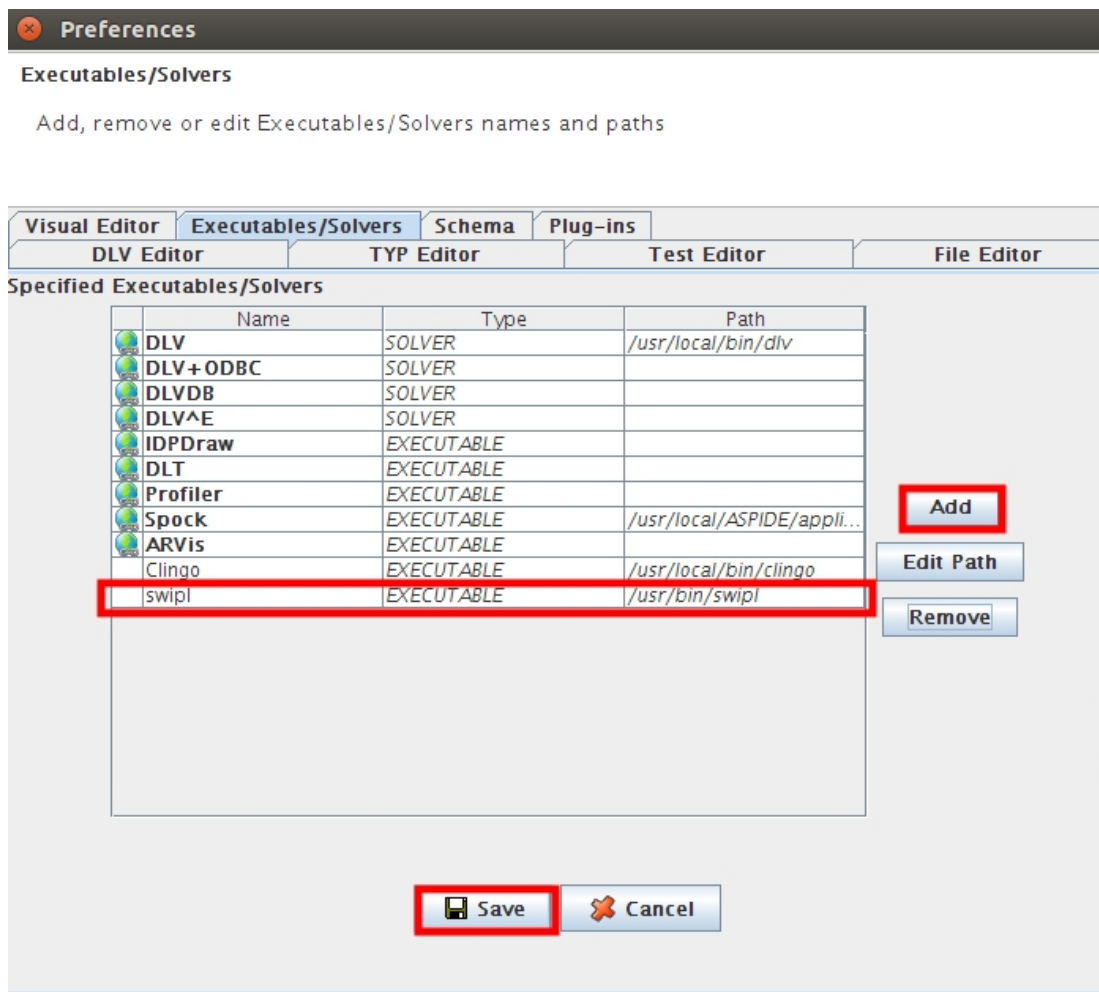 Preferences
Executables/Solvers
Add, remove or edit Executables/Solvers names and paths
Visual Editor Executables/Solvers Schema Plug-ins
DLV Editor TYP Editor Test Editor File Editor
Specified Executables/Solvers
Name Type Path
DLV SOLVER /usr/local/bin/dlv
DLV+ODBC SOLVER
DLVDB SOLVER
DLV^E SOLVER
IDPDraw EXECUTABLE
DLT EXECUTABLE
Profiler EXECUTABLE
Spock EXECUTABLE /usr/local/ASPIDE/appli...
ARVis EXECUTABLE
Clingo EXECUTABLE /usr/local/bin/clingo
swipl EXECUTABLE /usr/bin/swipl
Add
Edit Path
Remove
Save Cancel